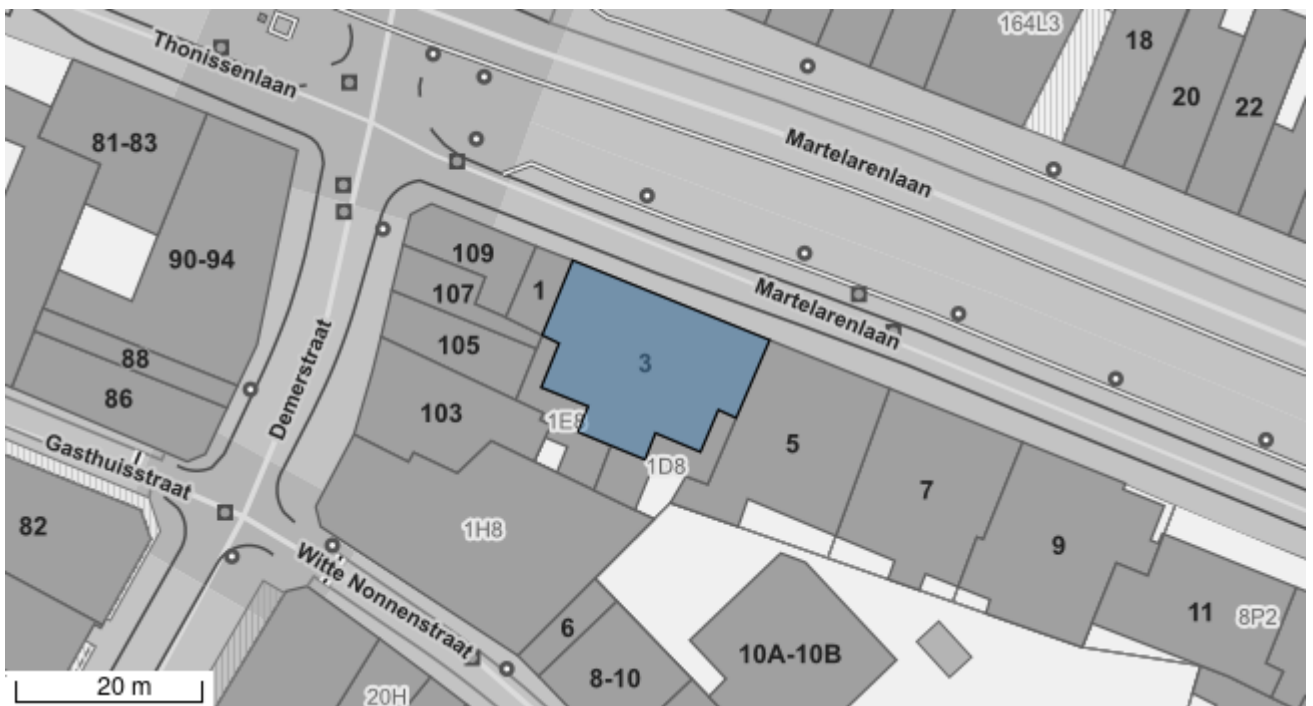 164L3
18
20
22
Thonissenlaan
81-83
Martelarenlaan
90-94
109
107
1
105
3
Martelarenlaan
88
86
103
Demerstraat
1E8
1D8
5
7
9
11
8P2
Gasthuisstraat
82
1H8
Witte Nonnenstraat
6
8-10
10A-10B
20H
20 m